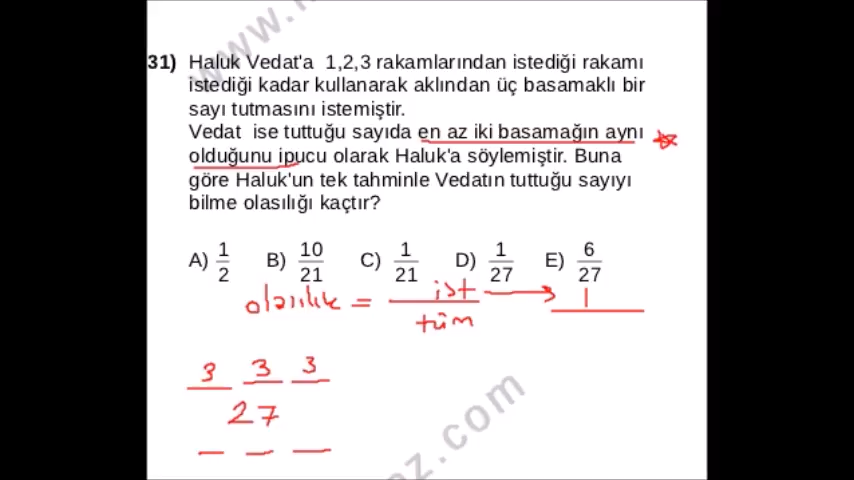 31) Haluk Vedat'a 1,2,3 rakamlarından istediği rakamı
istediği kadar kullanarak aklından üç basamaklı bir
sayı tutmasını istemiştir.
Vedat ise tuttuğu sayıda en az iki basamağın aynı
olduğunu ipucu olarak Haluk'a söylemiştir. Buna
göre Haluk'un tek tahminle Vedatın tuttuğu sayıyı
bilme olasılığı kaçtır?
A) 1/2 B) 10/21 C) 1/21 D) 1/27 E) 6/27
olasılık = ist/tüm → 1
3 3 3
27